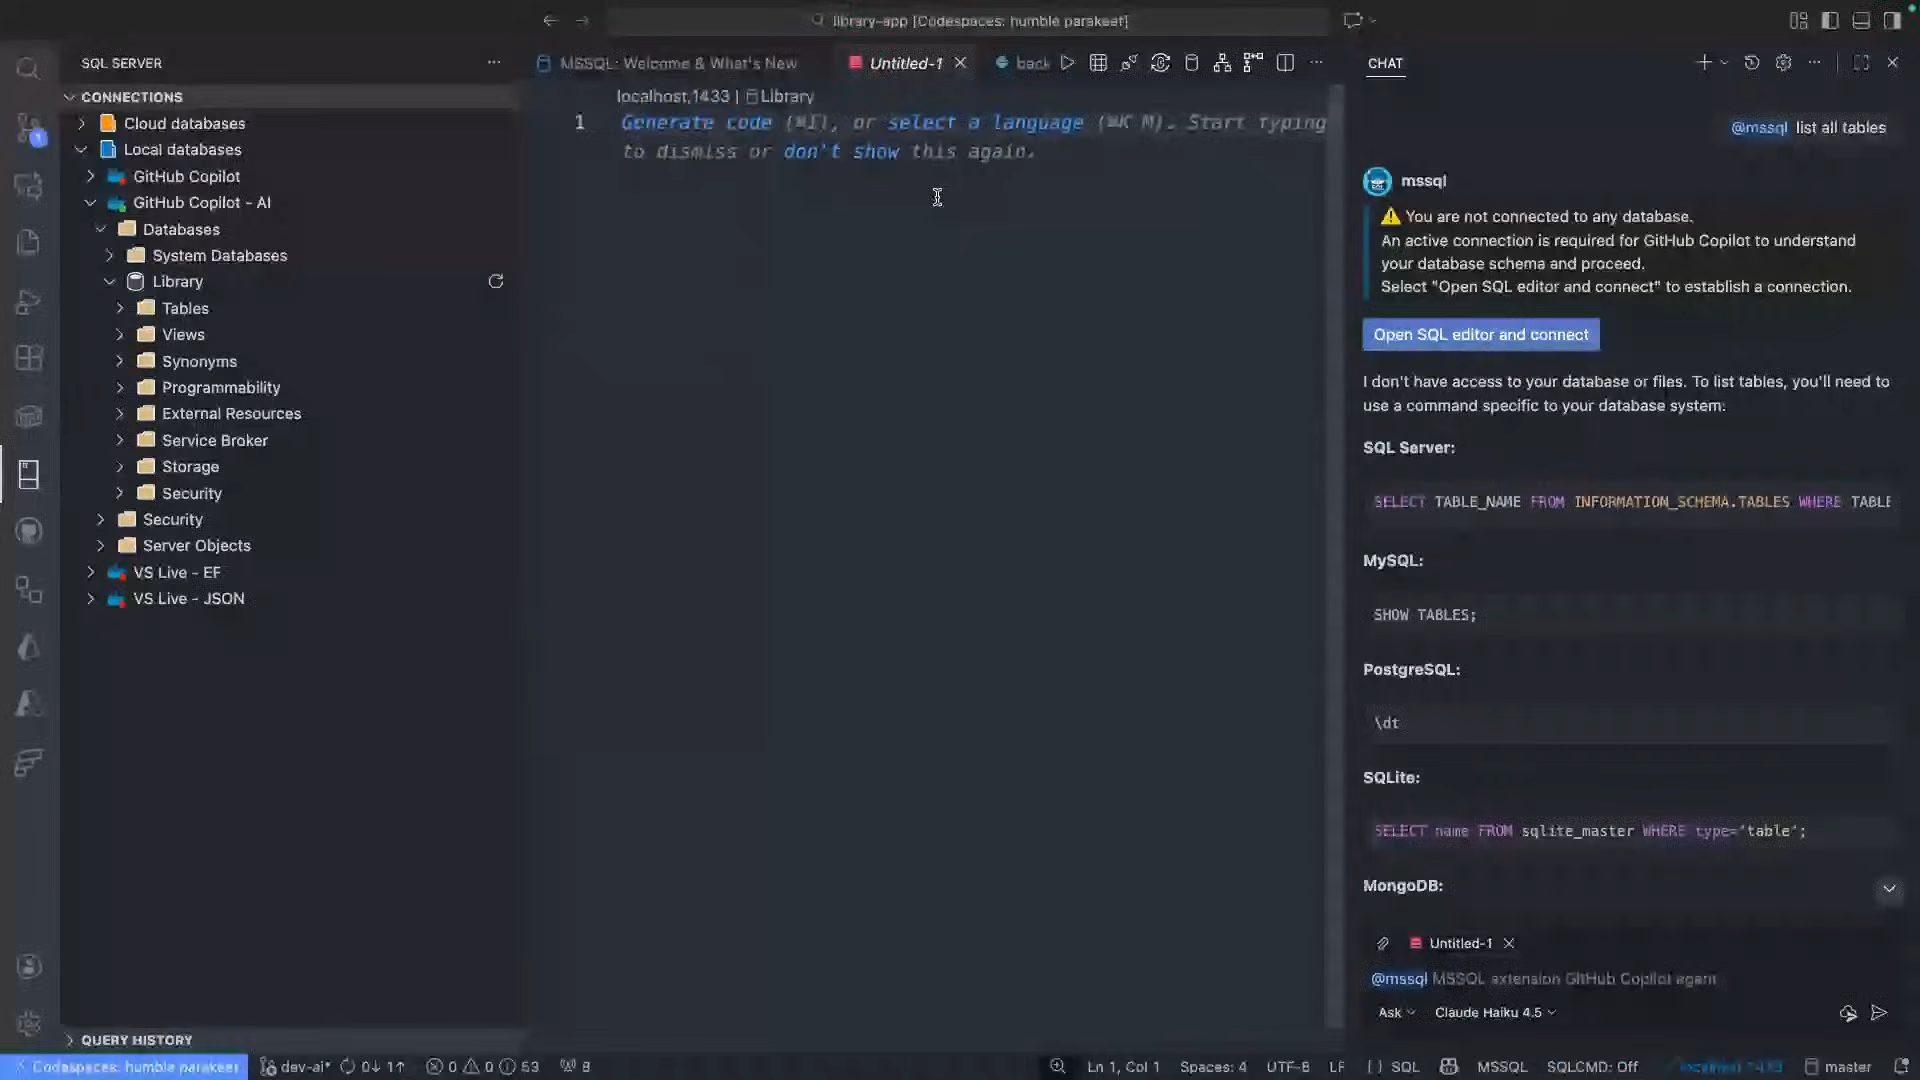 library-app [Codespaces: humble parakeet]
SQL SERVER
CONNECTIONS
Cloud databases
Local databases
GitHub Copilot
GitHub Copilot - AI
Databases
System Databases
Library
Tables
Views
Synonyms
Programmability
External Resources
Service Broker
Storage
Security
Security
Server Objects
VS Live - EF
VS Live - JSON
QUERY HISTORY
MSSQL: Welcome & What's New
Untitled-1
back
localhost,1433 | Library
1
Generate code (⌘I), or select a language (⌘K M). Start typing
to dismiss or don't show this again.
CHAT
@mssql list all tables
mssql
You are not connected to any database.
An active connection is required for GitHub Copilot to understand
your database schema and proceed.
Select "Open SQL editor and connect" to establish a connection.
Open SQL editor and connect
I don't have access to your database or files. To list tables, you'll need to
use a command specific to your database system:
SQL Server:
SELECT TABLE_NAME FROM INFORMATION_SCHEMA.TABLES WHERE TABLE
MySQL:
SHOW TABLES;
PostgreSQL:
\dt
SQLite:
SELECT name FROM sqlite_master WHERE type='table';
MongoDB:
Untitled-1
@mssql MSSQL extension GitHub Copilot agent
Ask
Claude Haiku 4.5
Codespaces: humble parakeet
dev-ai* 0↓ 1↑ 0 0 53 8
Ln 1, Col 1
Spaces: 4
UTF-8
LF
SQL
MSSQL
SQLCMD: Off
localhost,1433
master